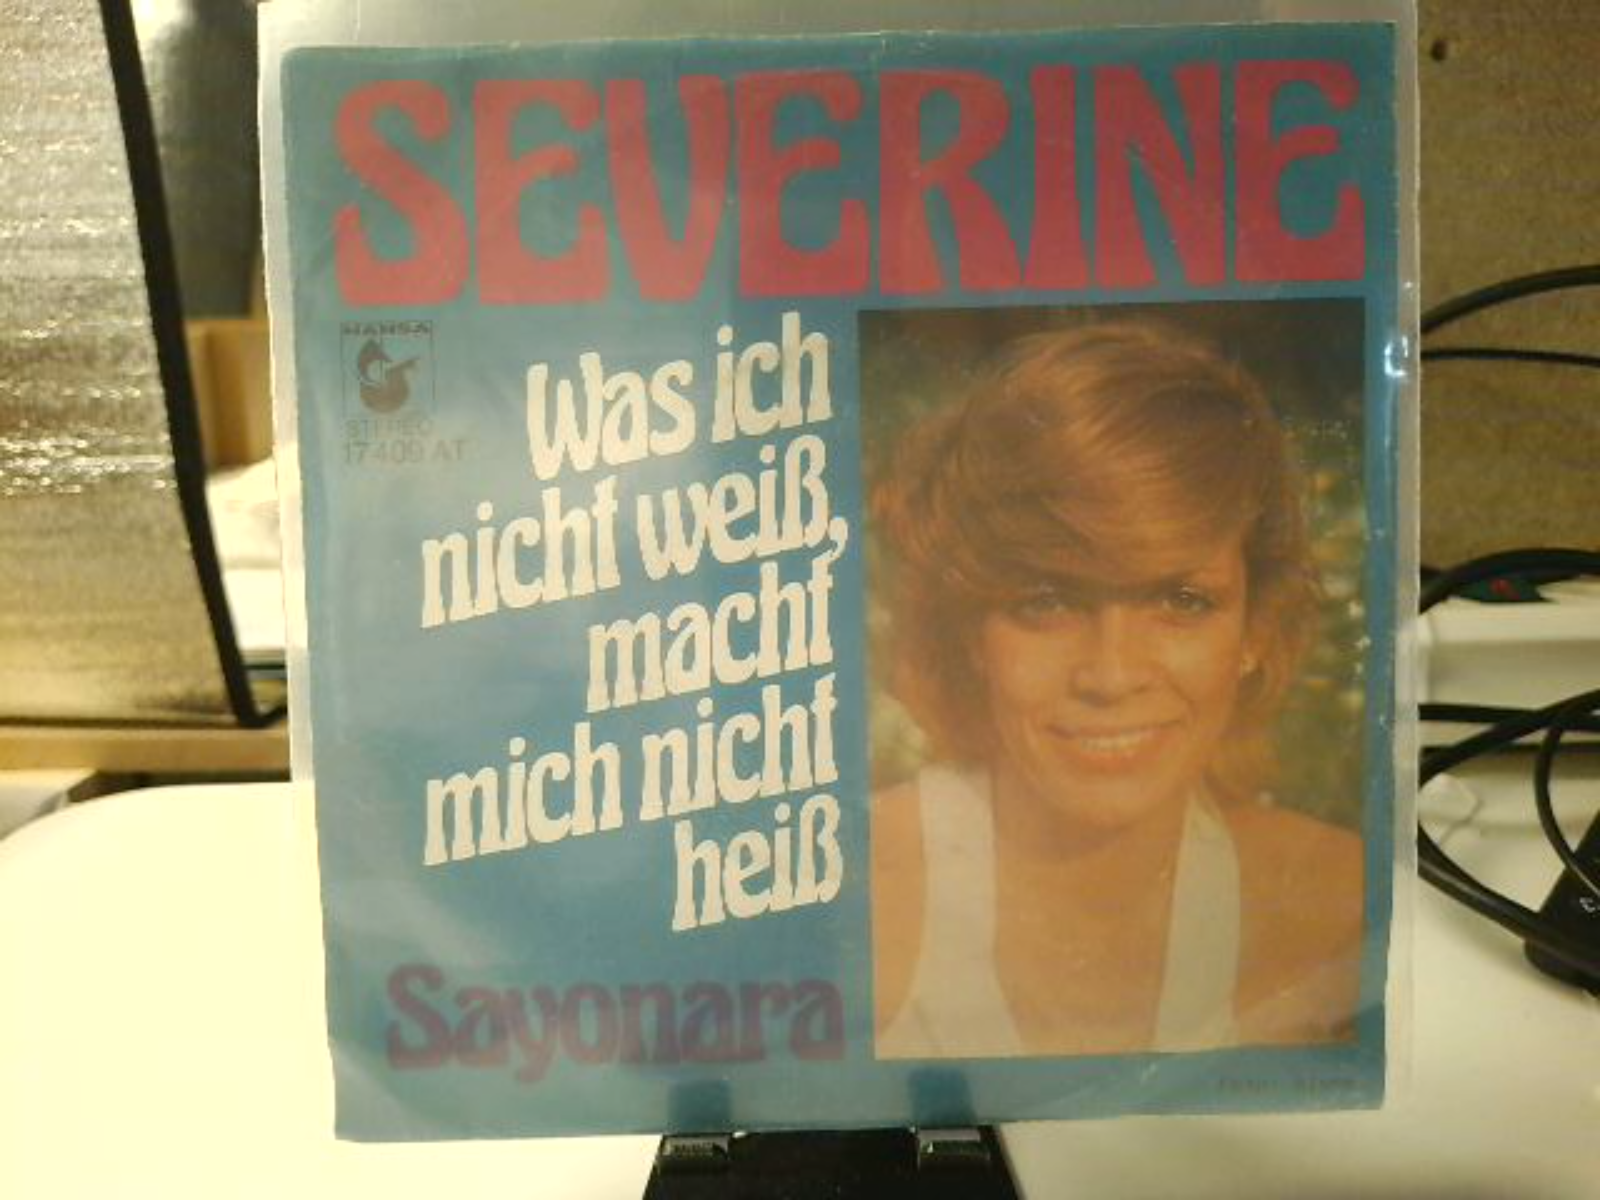 SEVERINE
HANSA
STEREO
17 409 AT
Was ich
nicht weiß,
macht
mich nicht
heiß
Sayonara